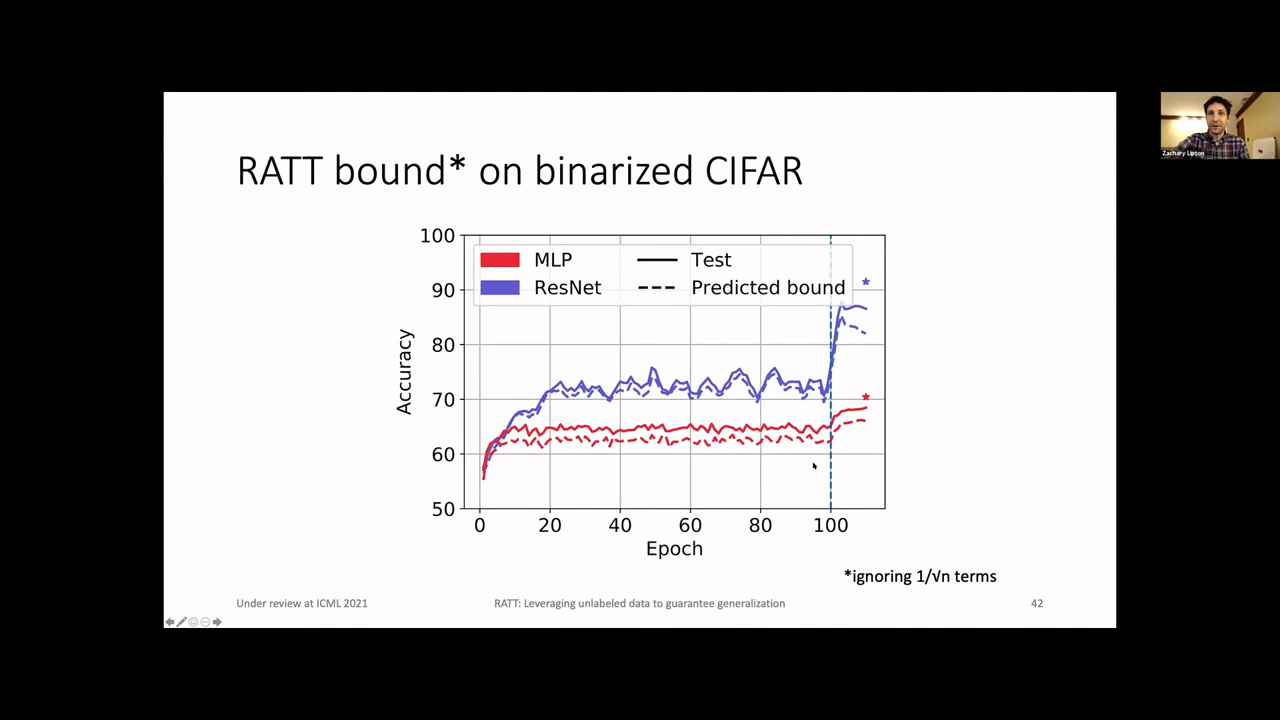 Zachary Lipton
RATT bound* on binarized CIFAR
MLP
Test
ResNet
Predicted bound
100
90
80
70
60
50
Accuracy
0 20 40 60 80 100
Epoch
*ignoring 1/√n terms
Under review at ICML 2021
RATT: Leveraging unlabeled data to guarantee generalization
42